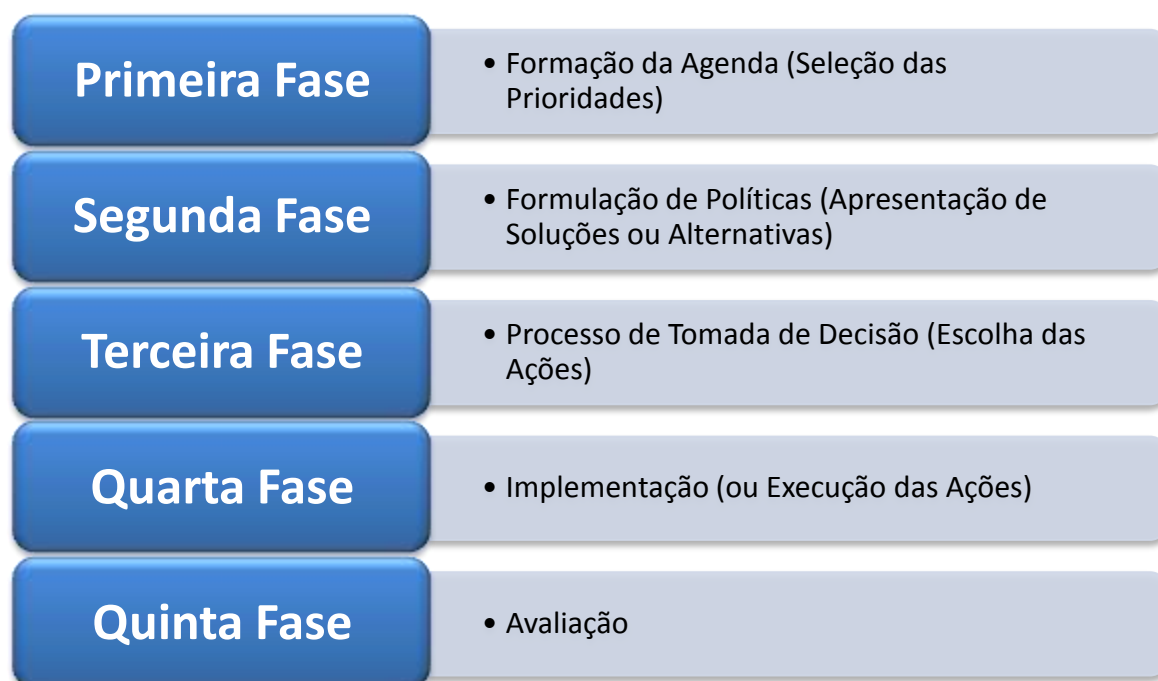 Primeira Fase
• Formação da Agenda (Seleção das
Prioridades)
Segunda Fase
• Formulação de Políticas (Apresentação de
Soluções ou Alternativas)
Terceira Fase
• Processo de Tomada de Decisão (Escolha das
Ações)
Quarta Fase
• Implementação (ou Execução das Ações)
Quinta Fase
• Avaliação